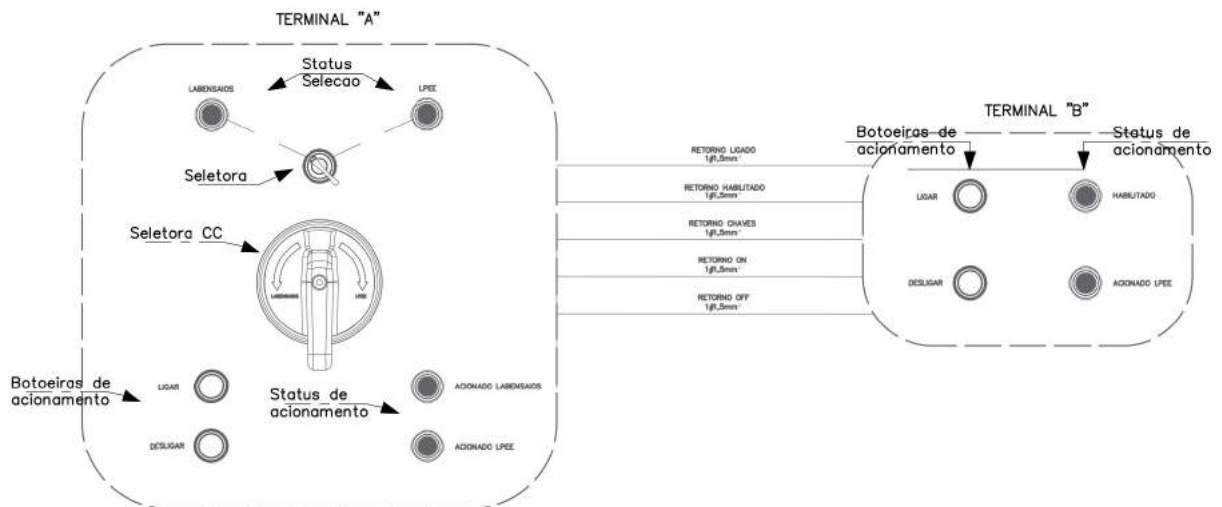 TERMINAL "A"
Status
Selecao
LABENSAIOS
LPEE
Seletora
Seletora CC
LABENSAIOS
LPEE
Botoeiras de
acionamento
LIGAR
DESLIGAR
Status de
acionamento
ACIONADO LABENSAIOS
ACIONADO LPEE
RETORNO LIGADO
1#1,5mm²
RETORNO HABILITADO
1#1,5mm²
RETORNO CHAVES
1#1,5mm²
RETORNO ON
1#1,5mm²
RETORNO OFF
1#1,5mm²
TERMINAL "B"
Botoeiras de
acionamento
Status de
acionamento
LIGAR
HABILITADO
DESLIGAR
ACIONADO LPEE